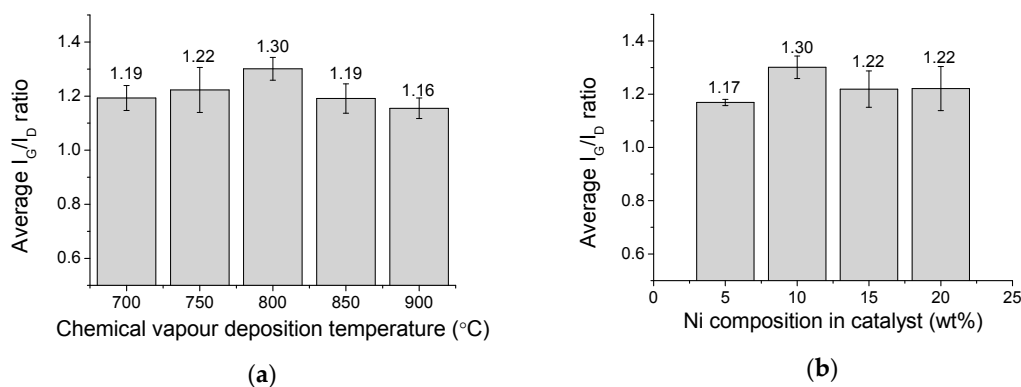 1.4
1.2
1.0
0.8
0.6
Average I_G/I_D ratio
1.19
1.22
1.30
1.19
1.16
700 750 800 850 900
Chemical vapour deposition temperature (°C)
(a)
1.4
1.2
1.0
0.8
0.6
Average I_G/I_D ratio
1.17
1.30
1.22
1.22
0 5 10 15 20 25
Ni composition in catalyst (wt%)
(b)